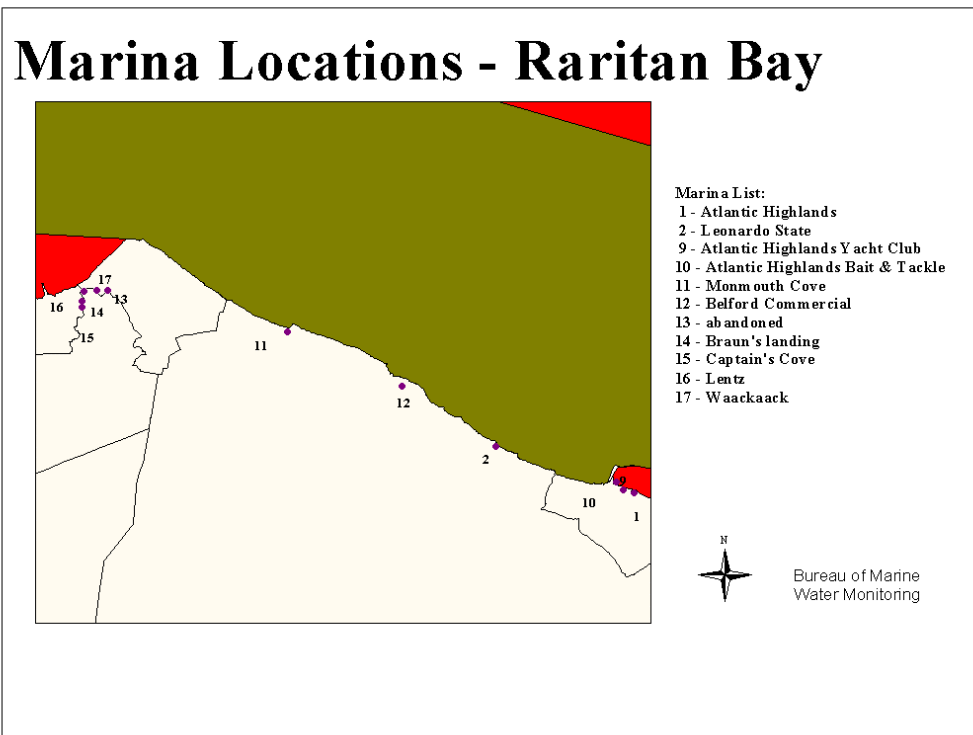 Marina Locations - Raritan Bay
Marina List:
1 - Atlantic Highlands
2 - Leonardo State
9 - Atlantic Highlands Yacht Club
10 - Atlantic Highlands Bait & Tackle
11 - Monmouth Cove
12 - Belford Commercial
13 - abandoned
14 - Braun's landing
15 - Captain's Cove
16 - Lentz
17 - Waackaack
17
13
16
14
15
11
12
2
9
10
1
N
Bureau of Marine
Water Monitoring